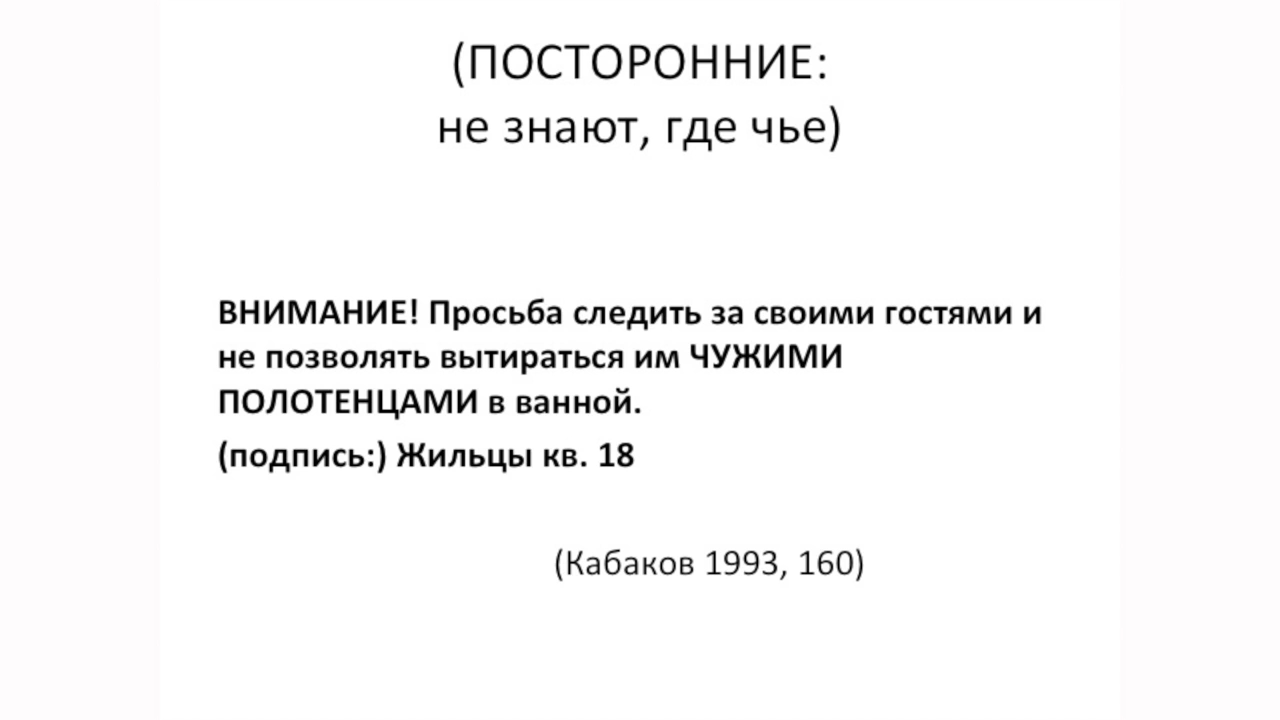 (ПОСТОРОННИЕ:
не знают, где чье)
ВНИМАНИЕ! Просьба следить за своими гостями и
не позволять вытираться им ЧУЖИМИ
ПОЛОТЕНЦАМИ в ванной.
(подпись:) Жильцы кв. 18
(Кабаков 1993, 160)